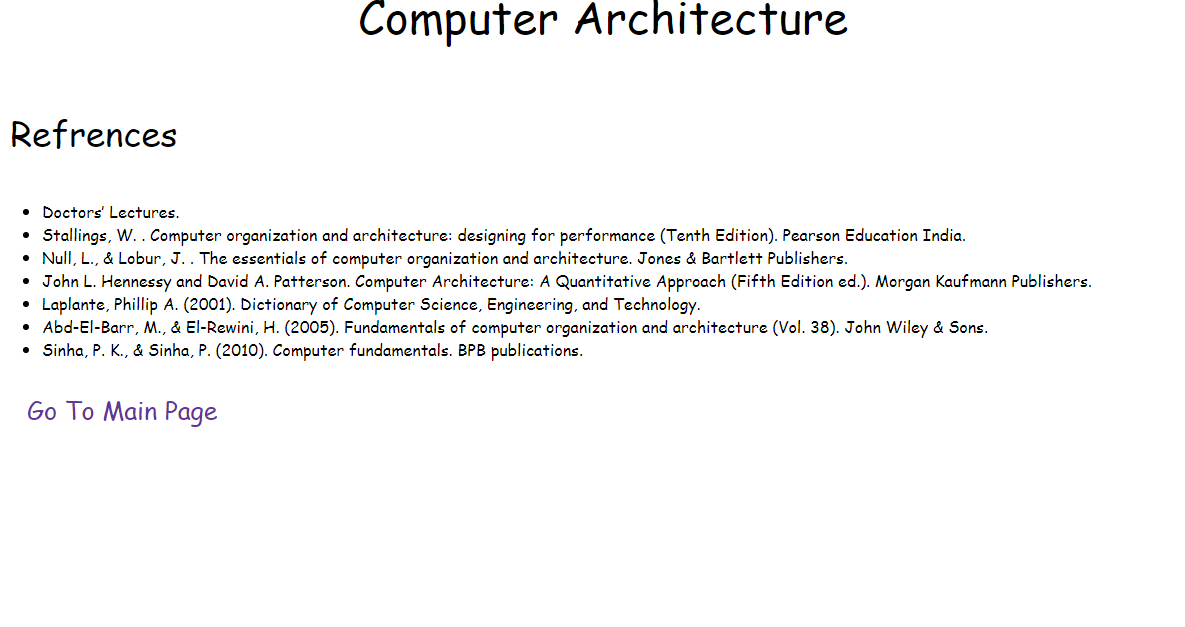 Computer Architecture
Refrences
Doctors' Lectures.
Stallings, W. . Computer organization and architecture: designing for performance (Tenth Edition). Pearson Education India.
Null, L., & Lobur, J. . The essentials of computer organization and architecture. Jones & Bartlett Publishers.
John L. Hennessy and David A. Patterson. Computer Architecture: A Quantitative Approach (Fifth Edition ed.). Morgan Kaufmann Publishers.
Laplante, Phillip A. (2001). Dictionary of Computer Science, Engineering, and Technology.
Abd-El-Barr, M., & El-Rewini, H. (2005). Fundamentals of computer organization and architecture (Vol. 38). John Wiley & Sons.
Sinha, P. K., & Sinha, P. (2010). Computer fundamentals. BPB publications.
Go To Main Page